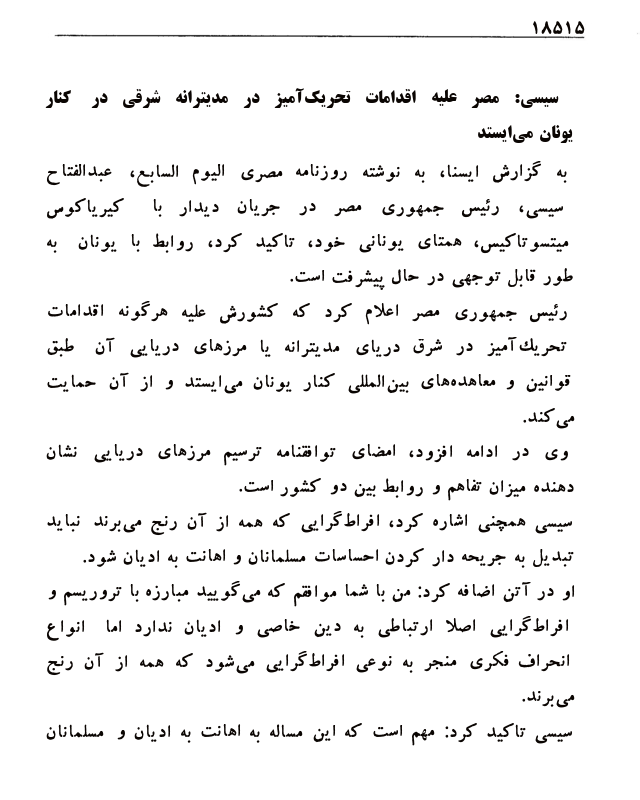 ۱۸۵۱۵
سیسی: مصر علیه اقدامات تحریک‌آمیز در مدیترانه شرقی در کنار
یونان می‌ایستد
به گزارش ایسنا، به نوشته روزنامه مصری الیوم السابع، عبدالفتاح
سیسی، رئیس جمهوری مصر در جریان دیدار با کیریاکوس
میتسوتاکیس، همتای یونانی خود، تاکید کرد، روابط با یونان به
طور قابل توجهی در حال پیشرفت است.
رئیس جمهوری مصر اعلام کرد که کشورش علیه هرگونه اقدامات
تحریک‌آمیز در شرق دریای مدیترانه یا مرزهای دریایی آن طبق
قوانین و معاهده‌های بین‌المللی کنار یونان می‌ایستد و از آن حمایت
می‌کند.
وی در ادامه افزود، امضای توافقنامه ترسیم مرزهای دریایی نشان
دهنده میزان تفاهم و روابط بین دو کشور است.
سیسی همچنی اشاره کرد، افراط‌گرایی که همه از آن رنج می‌برند نباید
تبدیل به جریحه دار کردن احساسات مسلمانان و اهانت به ادیان شود.
او در آتن اضافه کرد: من با شما موافقم که می‌گویید مبارزه با تروریسم و
افراط‌گرایی اصلا ارتباطی به دین خاصی و ادیان ندارد اما انواع
انحراف فکری منجر به نوعی افراط‌گرایی می‌شود که همه از آن رنج
می‌برند.
سیسی تاکید کرد: مهم است که این مساله به اهانت به ادیان و مسلمانان